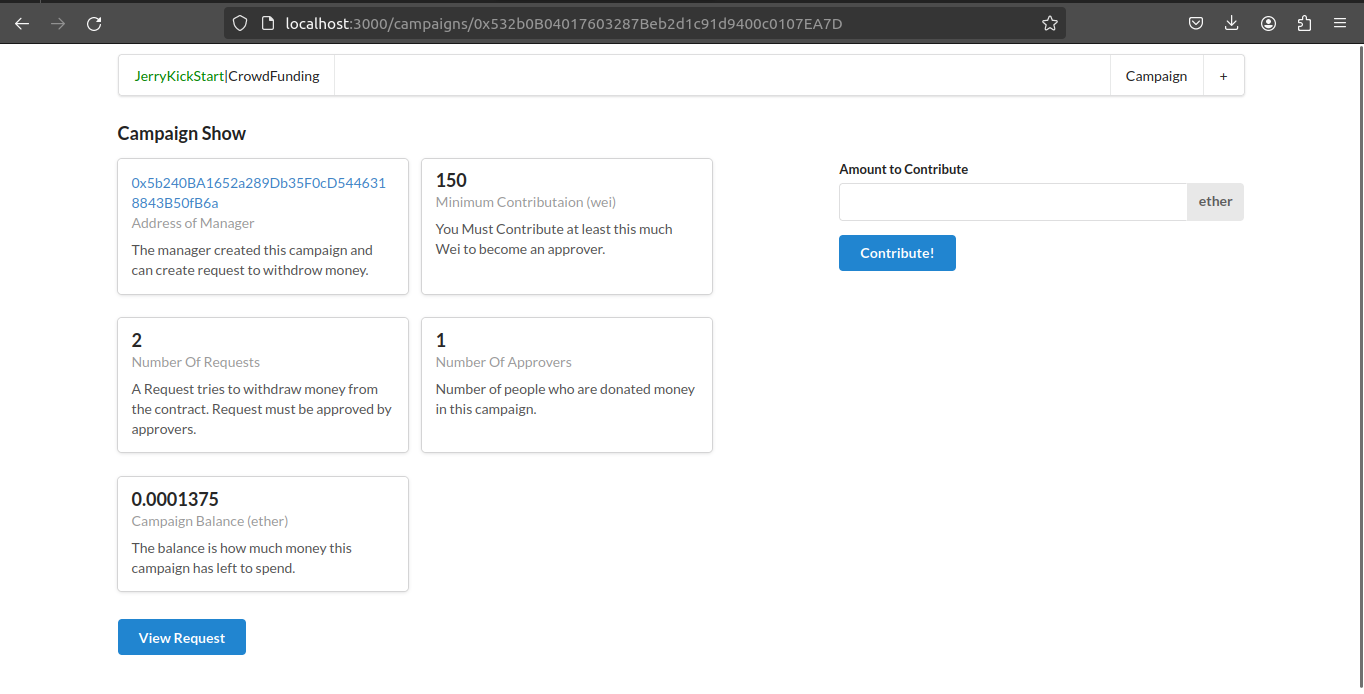 localhost:3000/campaigns/0x532b0B04017603287Beb2d1c91d9400c0107EA7D
JerryKickStart|CrowdFunding
Campaign
+
Campaign Show
0x5b240BA1652a289Db35F0cD544631
8843B50fB6a
Address of Manager
The manager created this campaign and
can create request to withdrow money.
150
Minimum Contributaion (wei)
You Must Contribute at least this much
Wei to become an approver.
Amount to Contribute
ether
Contribute!
2
Number Of Requests
A Request tries to withdraw money from
the contract. Request must be approved by
approvers.
1
Number Of Approvers
Number of people who are donated money
in this campaign.
0.0001375
Campaign Balance (ether)
The balance is how much money this
campaign has left to spend.
View Request